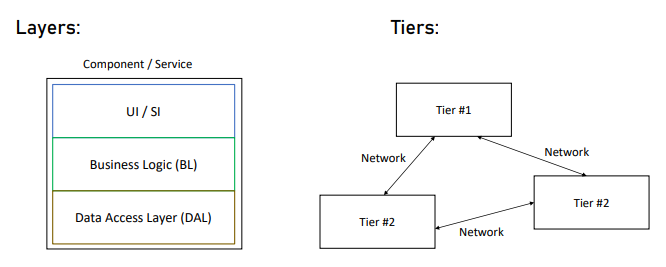 Layers:
Component / Service
UI / SI
Business Logic (BL)
Data Access Layer (DAL)
Tiers:
Tier #1
Network
Network
Tier #2
Tier #2
Network